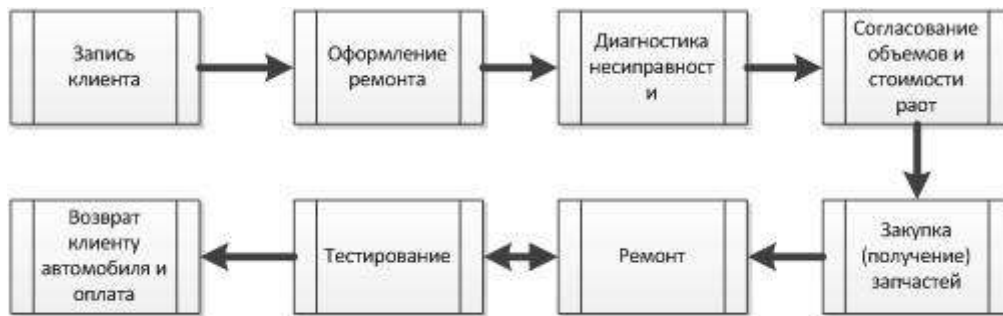 Запись
клиента
Оформление
ремонта
Диагностика
несиправност
и
Согласование
объемов и
стоимости
раот
Возврат
клиенту
автомобиля и
оплата
Тестирование
Ремонт
Закупка
(получение)
запчастей